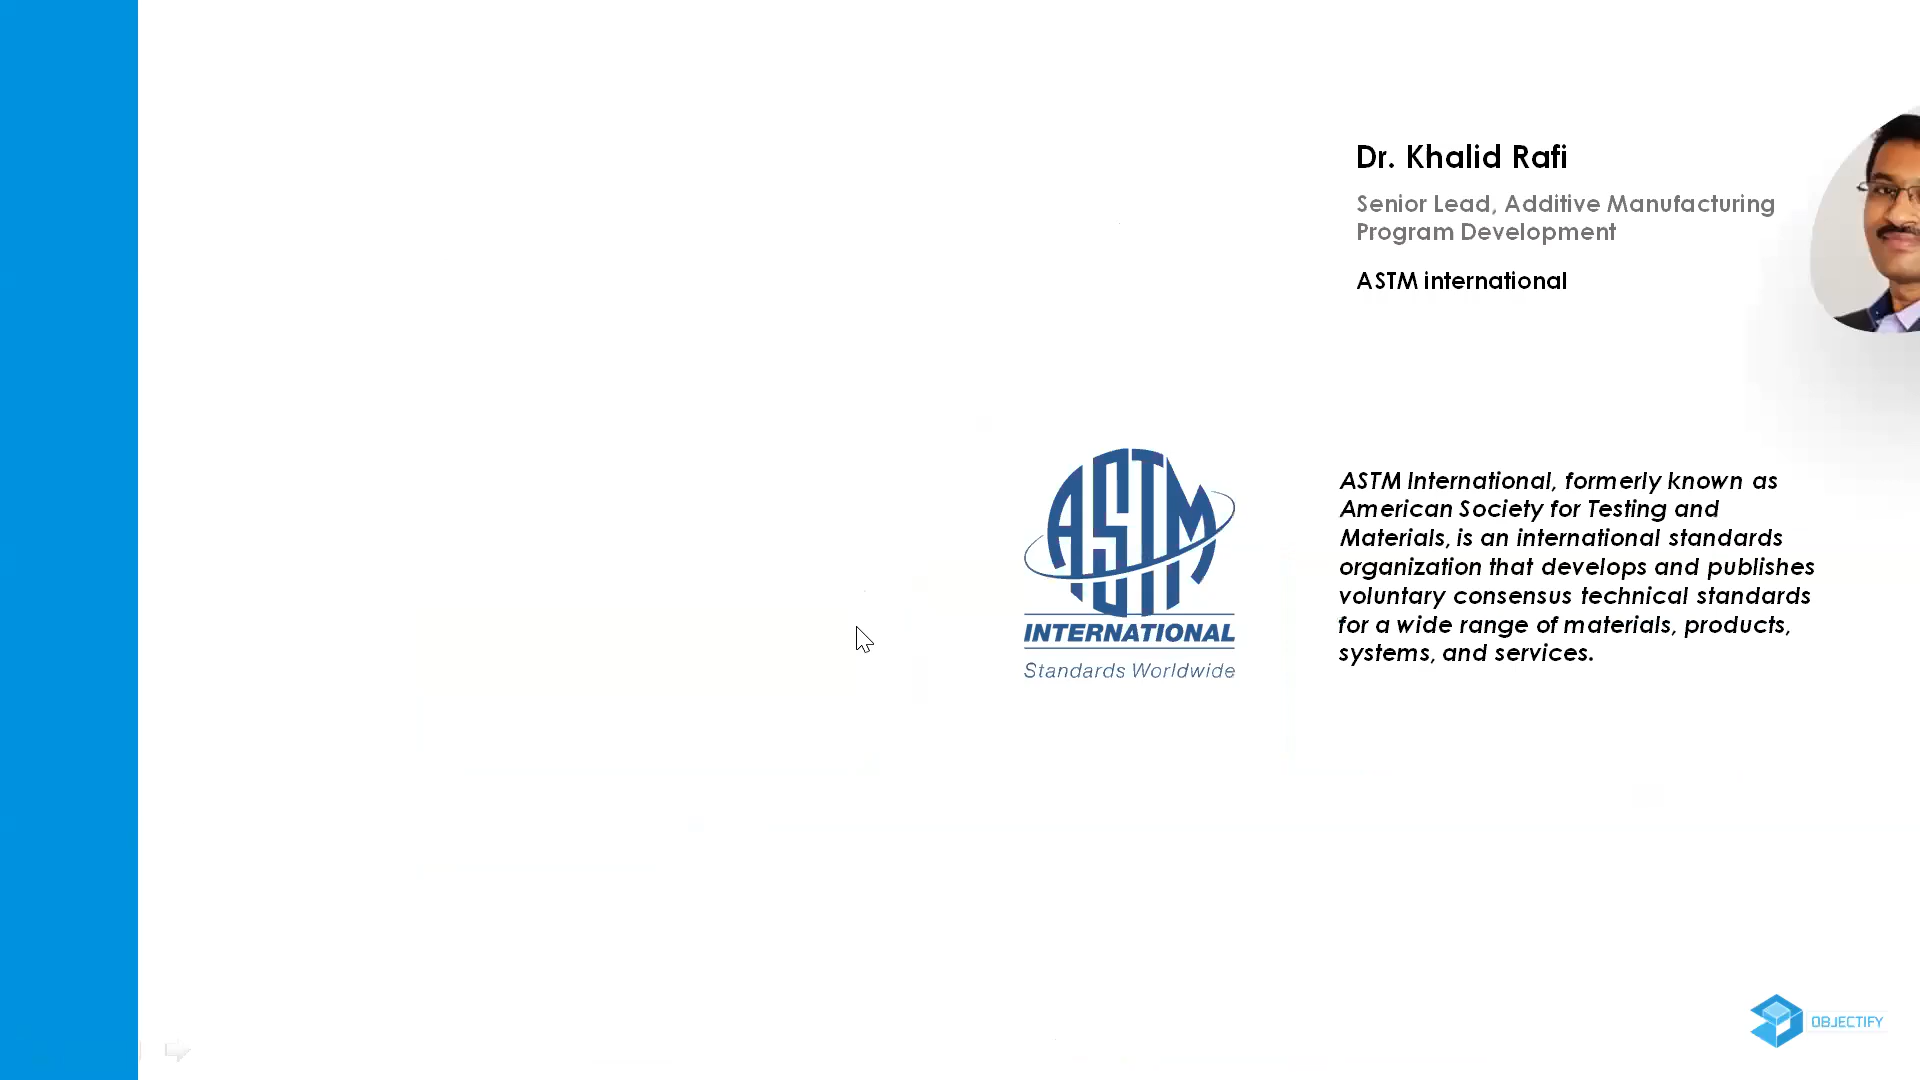 Dr. Khalid Rafi
Senior Lead, Additive Manufacturing
Program Development
ASTM international
ASTM
INTERNATIONAL
Standards Worldwide
ASTM International, formerly known as
American Society for Testing and
Materials, is an international standards
organization that develops and publishes
voluntary consensus technical standards
for a wide range of materials, products,
systems, and services.
OBJECTIFY